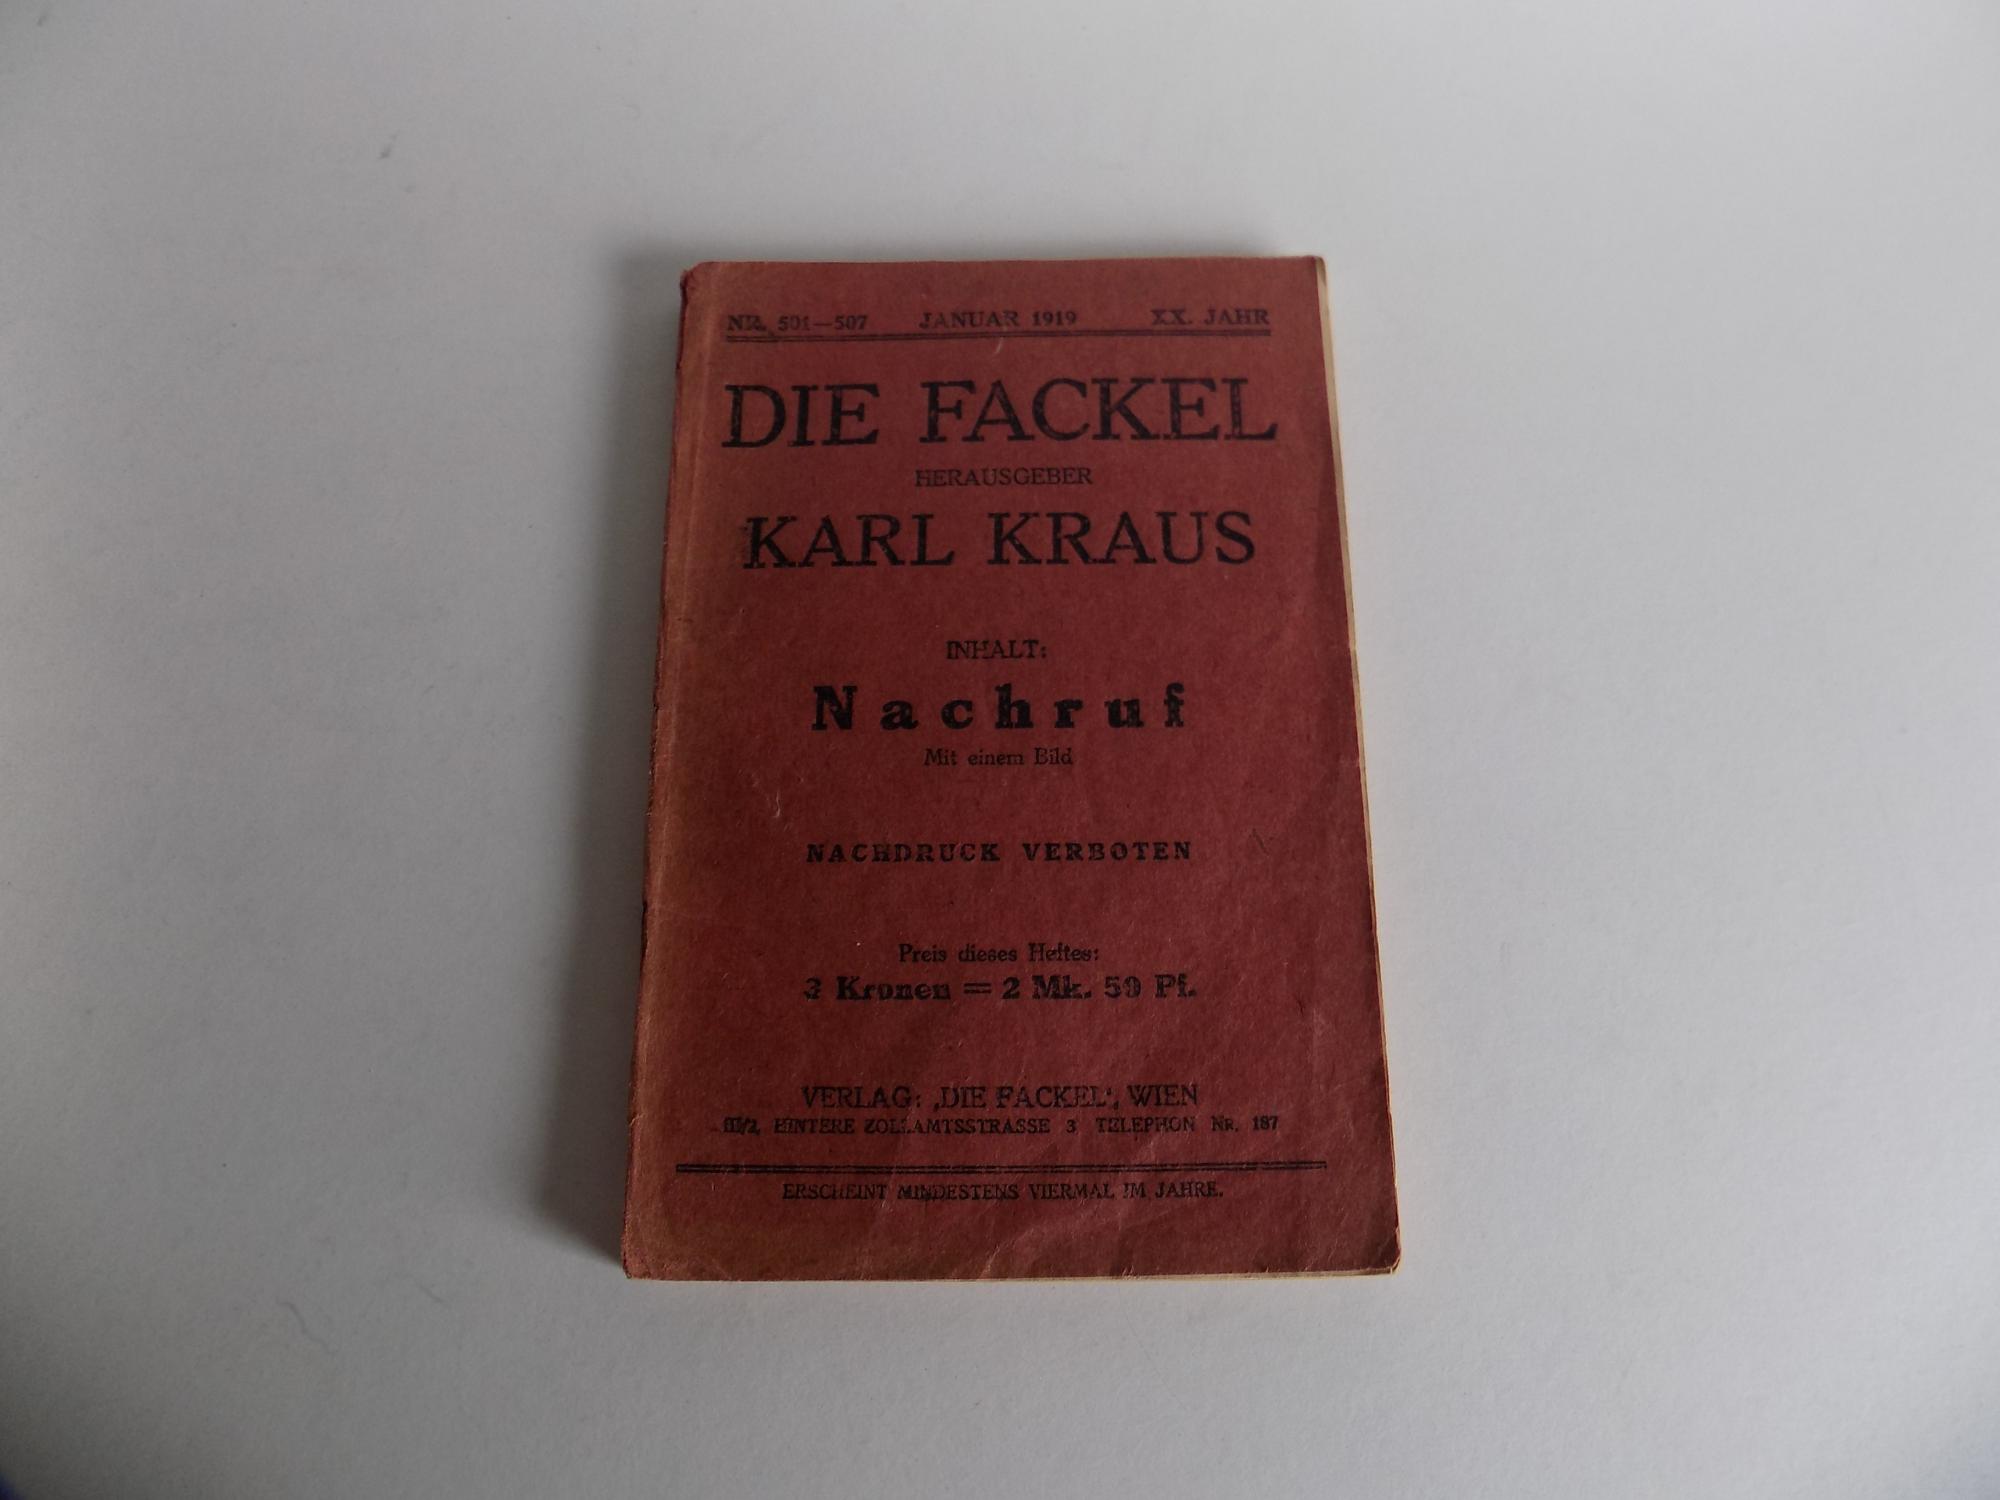 NR. 501—507 JANUAR 1919 XX. JAHR
DIE FACKEL
HERAUSGEBER
KARL KRAUS
INHALT:
Nachruf
Mit einem Bild
NACHDRUCK VERBOTEN
Preis dieses Heftes:
3 Kronen = 2 Mk. 50 Pf.
VERLAG: ‚DIE FACKEL‘, WIEN
III/2, HINTERE ZOLLAMTSSTRASSE 3 TELEPHON NR. 187
ERSCHEINT MINDESTENS VIERMAL IM JAHRE.